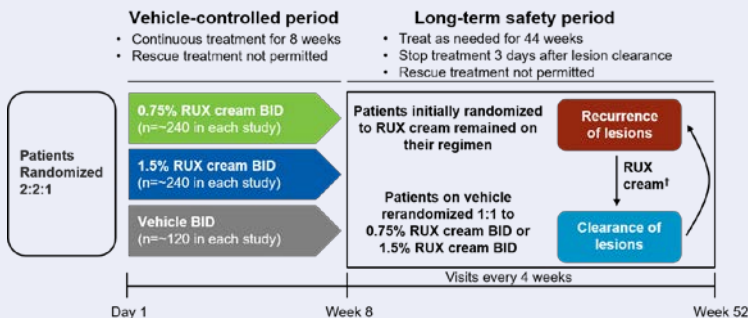 Vehicle-controlled period
• Continuous treatment for 8 weeks
• Rescue treatment not permitted
Long-term safety period
• Treat as needed for 44 weeks
• Stop treatment 3 days after lesion clearance
• Rescue treatment not permitted
Patients
Randomized
2:2:1
0.75% RUX cream BID
(n=~240 in each study)
1.5% RUX cream BID
(n=~240 in each study)
Vehicle BID
(n=~120 in each study)
Patients initially randomized
to RUX cream remained on
their regimen
Patients on vehicle
rerandomized 1:1 to
0.75% RUX cream BID or
1.5% RUX cream BID
Recurrence
of lesions
RUX
cream†
Clearance of
lesions
Visits every 4 weeks
Day 1
Week 8
Week 52